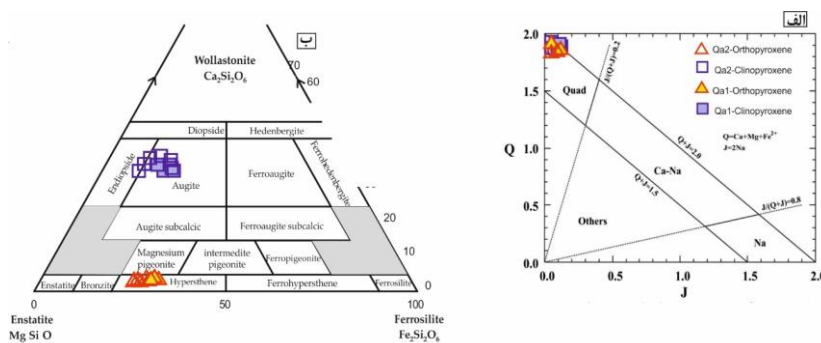 ب
Wollastonite
Ca₂Si₂O₆
70
60
Diopside
Hedenbergite
Endiopside
Augite
Ferroaugite
Ferrohedenbergite
20
Augite subcalcic
Ferroaugite subcalcic
10
Magnesium
pigeonite
intermedite
pigeonite
Ferropigeonite
0
Enstatite
Bronzite
Hypersthene
Ferrohypersthene
Ferrosilite
0
50
100
Enstatite
Mg Si O
Ferrosilite
Fe₂Si₂O₆
الف
2.0
1.5
1.0
0.5
0.0
Q
0.0
0.5
1.0
1.5
2.0
J
J/(Q+J)=0.2
Quad
Q+J=2.0
Ca-Na
Q+J=1.5
J/(Q+J)=0.8
Others
Na
Qa2-Orthopyroxene
Qa2-Clinopyroxene
Qa1-Orthopyroxene
Qa1-Clinopyroxene
Q=Ca+Mg+Fe²⁺
J=2Na